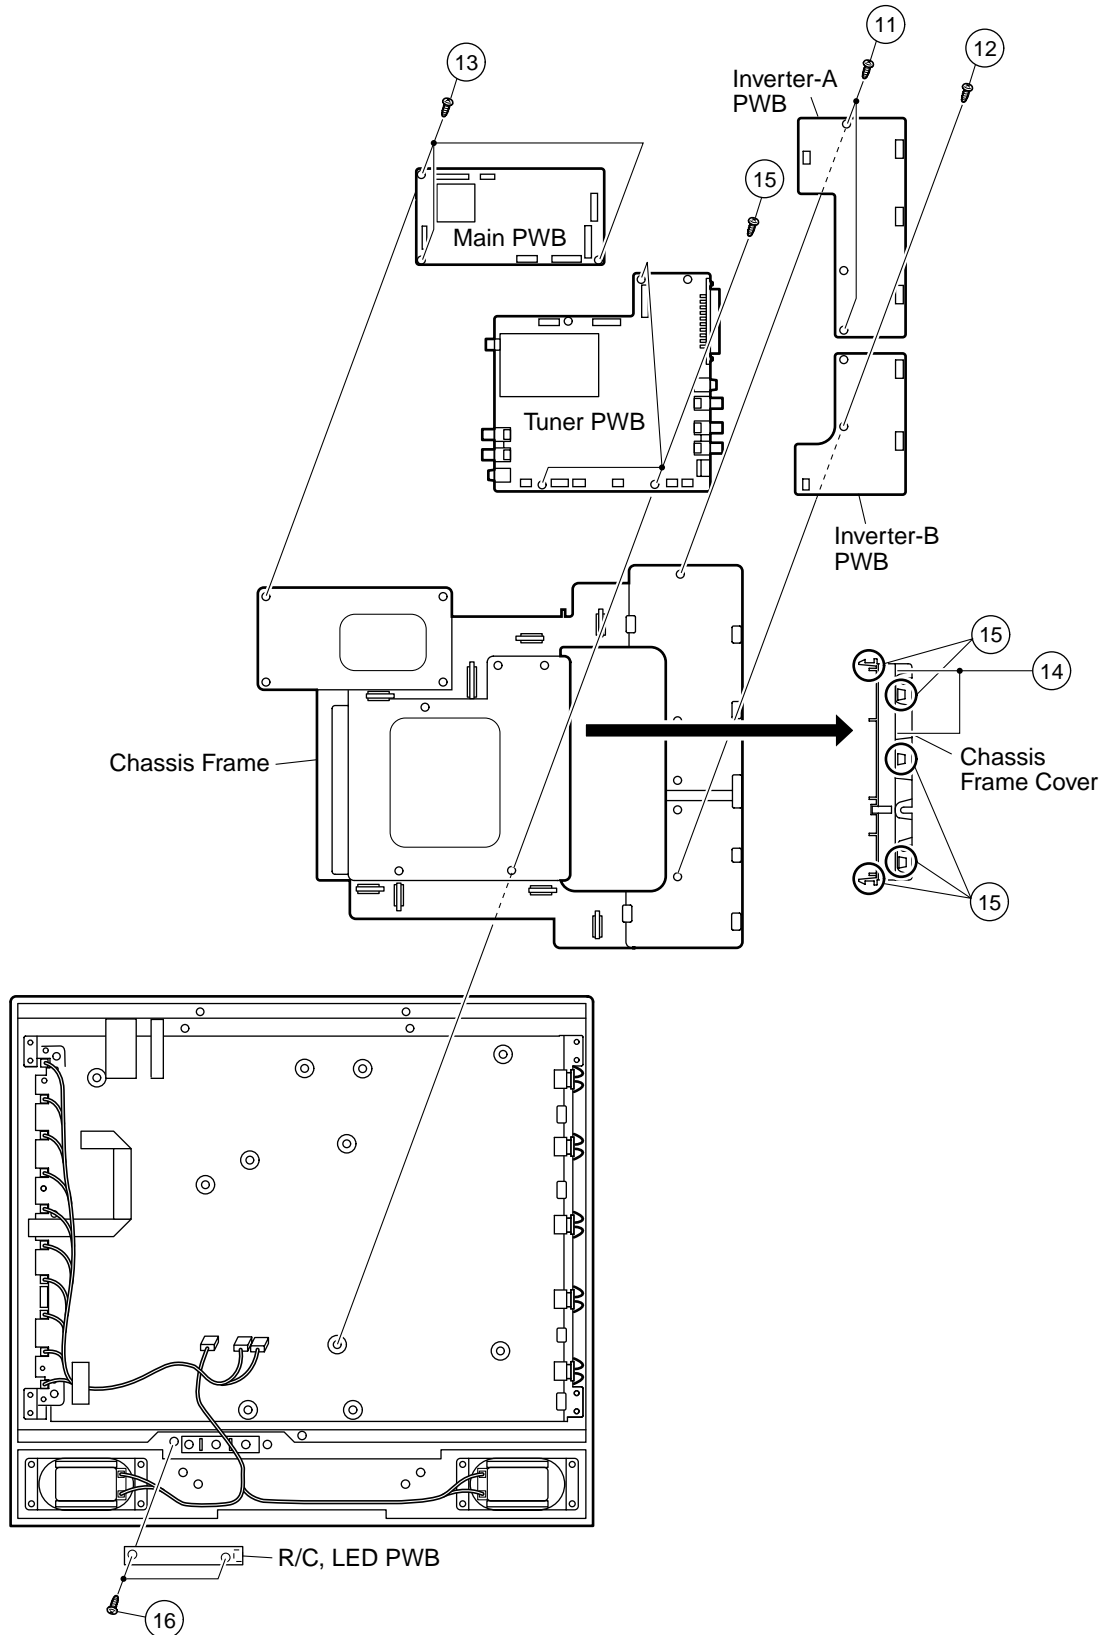 11
12
13
Inverter-A
PWB
15
Main PWB
Tuner PWB
Inverter-B
PWB
15
14
Chassis Frame
Chassis
Frame Cover
15
R/C, LED PWB
16